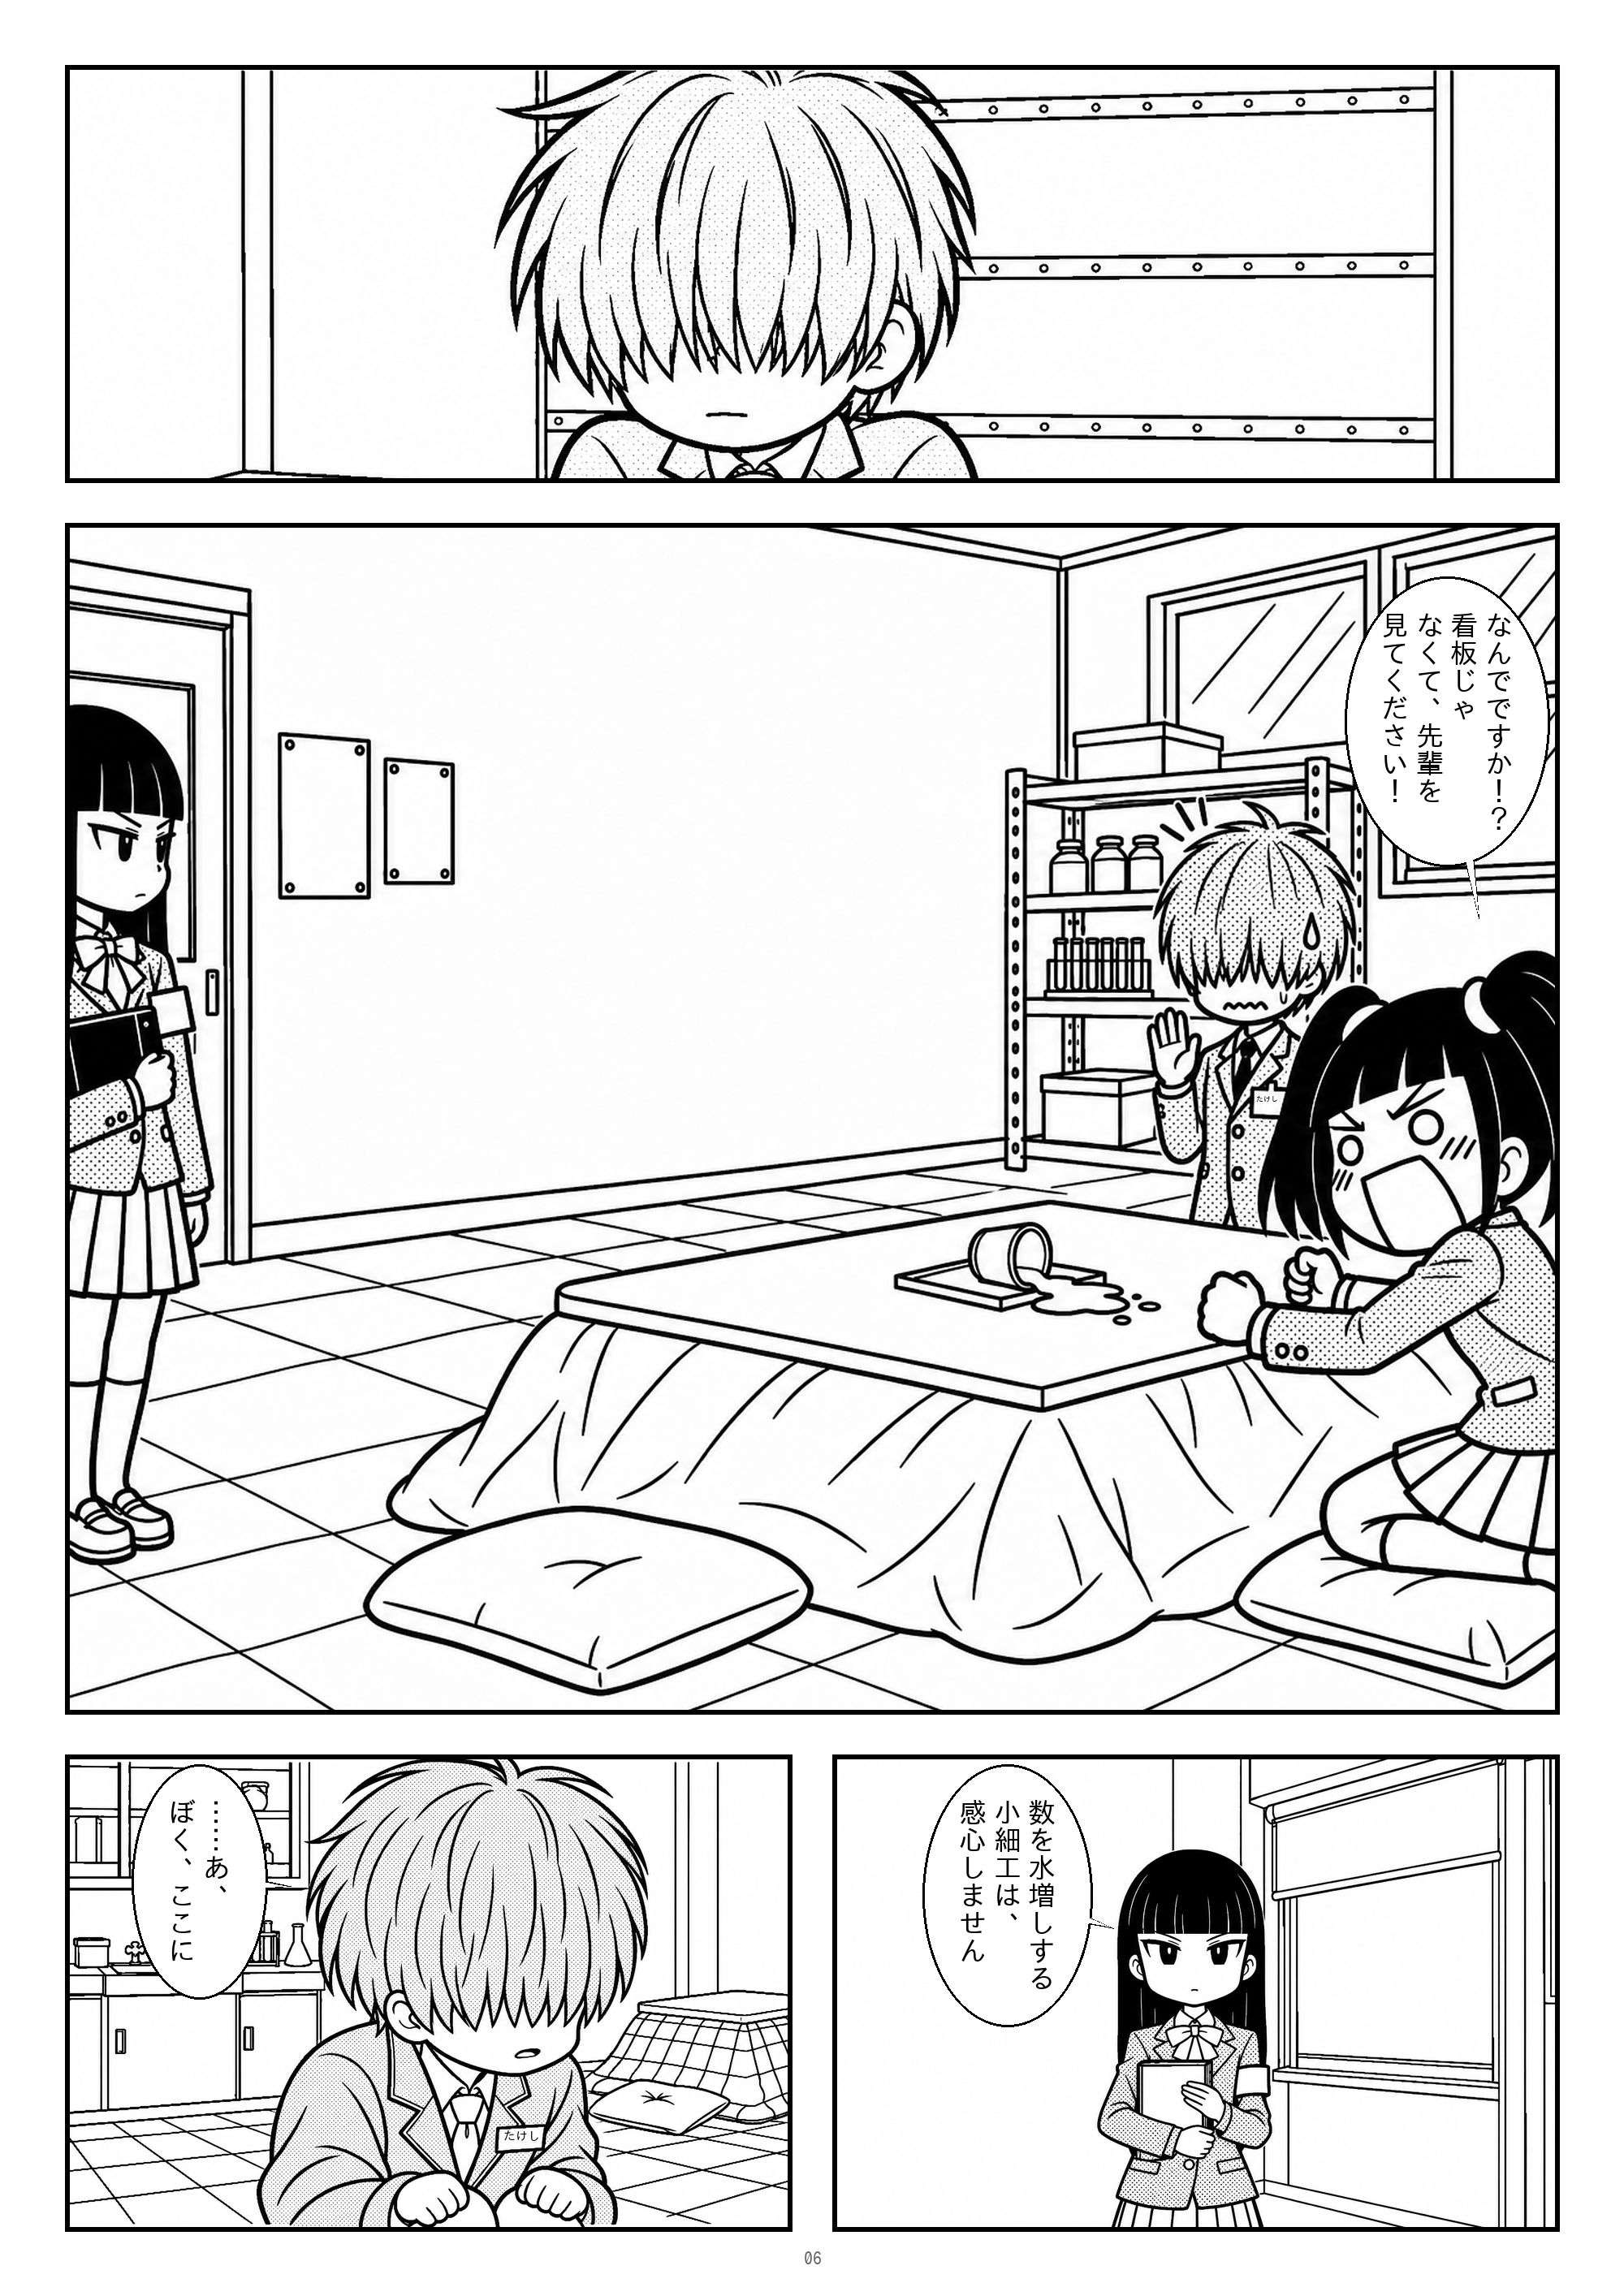 なんでですか！？
看板じゃ
なくて、先輩を
見てください！
たけし
数を水増しする
小細工は、
感心しません
……あ、
ぼく、ここに
たけし
06